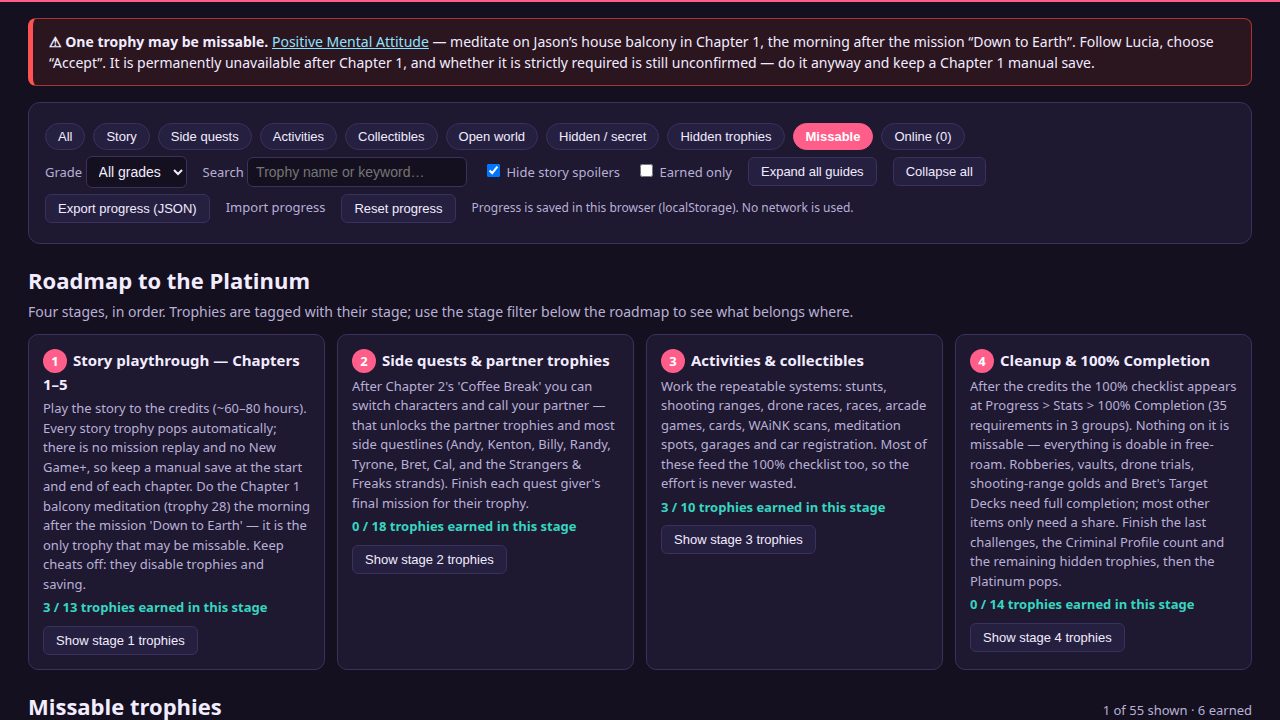 ⚠ One trophy may be missable. Positive Mental Attitude — meditate on Jason's house balcony in Chapter 1, the morning after the mission “Down to Earth”. Follow Lucia, choose
“Accept”. It is permanently unavailable after Chapter 1, and whether it is strictly required is still unconfirmed — do it anyway and keep a Chapter 1 manual save.
All Story Side quests Activities Collectibles Open world Hidden / secret Hidden trophies Missable Online (0)
Grade All grades Search Trophy name or keyword… Hide story spoilers Earned only Expand all guides Collapse all
Export progress (JSON) Import progress Reset progress Progress is saved in this browser (localStorage). No network is used.
Roadmap to the Platinum
Four stages, in order. Trophies are tagged with their stage; use the stage filter below the roadmap to see what belongs where.
1 Story playthrough — Chapters
1–5
Play the story to the credits (~60–80 hours).
Every story trophy pops automatically;
there is no mission replay and no New
Game+, so keep a manual save at the start
and end of each chapter. Do the Chapter 1
balcony meditation (trophy 28) the morning
after the mission 'Down to Earth' — it is the
only trophy that may be missable. Keep
cheats off: they disable trophies and
saving.
3 / 13 trophies earned in this stage
Show stage 1 trophies
2 Side quests & partner trophies
After Chapter 2's 'Coffee Break' you can
switch characters and call your partner —
that unlocks the partner trophies and most
side questlines (Andy, Kenton, Billy, Randy,
Tyrone, Bret, Cal, and the Strangers &
Freaks strands). Finish each quest giver's
final mission for their trophy.
0 / 18 trophies earned in this stage
Show stage 2 trophies
3 Activities & collectibles
Work the repeatable systems: stunts,
shooting ranges, drone races, races, arcade
games, cards, WAiNK scans, meditation
spots, garages and car registration. Most of
these feed the 100% checklist too, so the
effort is never wasted.
3 / 10 trophies earned in this stage
Show stage 3 trophies
4 Cleanup & 100% Completion
After the credits the 100% checklist appears
at Progress > Stats > 100% Completion (35
requirements in 3 groups). Nothing on it is
missable — everything is doable in free-
roam. Robberies, vaults, drone trials,
shooting-range golds and Bret's Target
Decks need full completion; most other
items only need a share. Finish the last
challenges, the Criminal Profile count and
the remaining hidden trophies, then the
Platinum pops.
0 / 14 trophies earned in this stage
Show stage 4 trophies
Missable trophies
1 of 55 shown · 6 earned